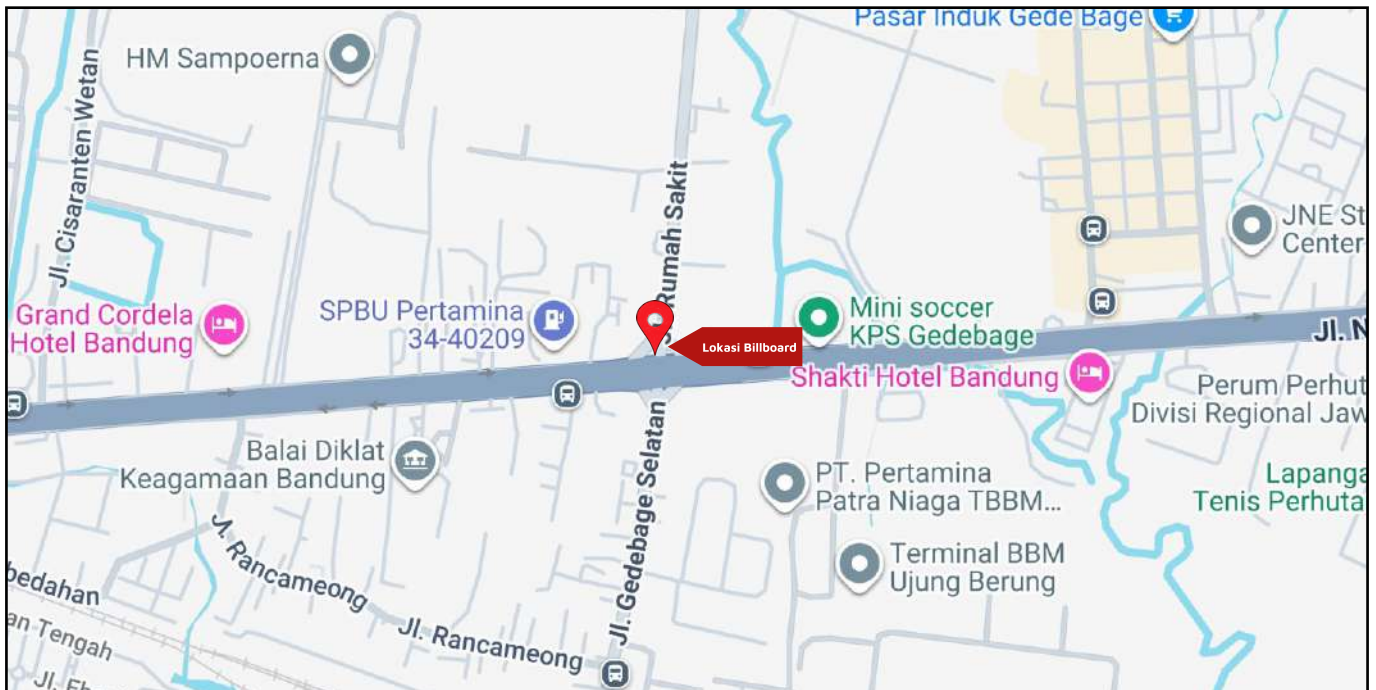 Pasar Induk Gede Bage
HM Sampoerna
Jl. Cisaranten Wetan
Rumah Sakit
JNE St
Center
Grand Cordela
Hotel Bandung
SPBU Pertamina
34-40209
Lokasi Billboard
Mini soccer
KPS Gedebage
Jl. N
Shakti Hotel Bandung
Perum Perhut
Divisi Regional Jaw
Balai Diklat
Keagamaan Bandung
Jl. Gedebage Selatan
PT. Pertamina
Patra Niaga TBBM...
Lapanga
Tenis Perhuta
Jl. Rancameong
Terminal BBM
Ujung Berung
bedahan
an Tengah
Jl. Rancameong